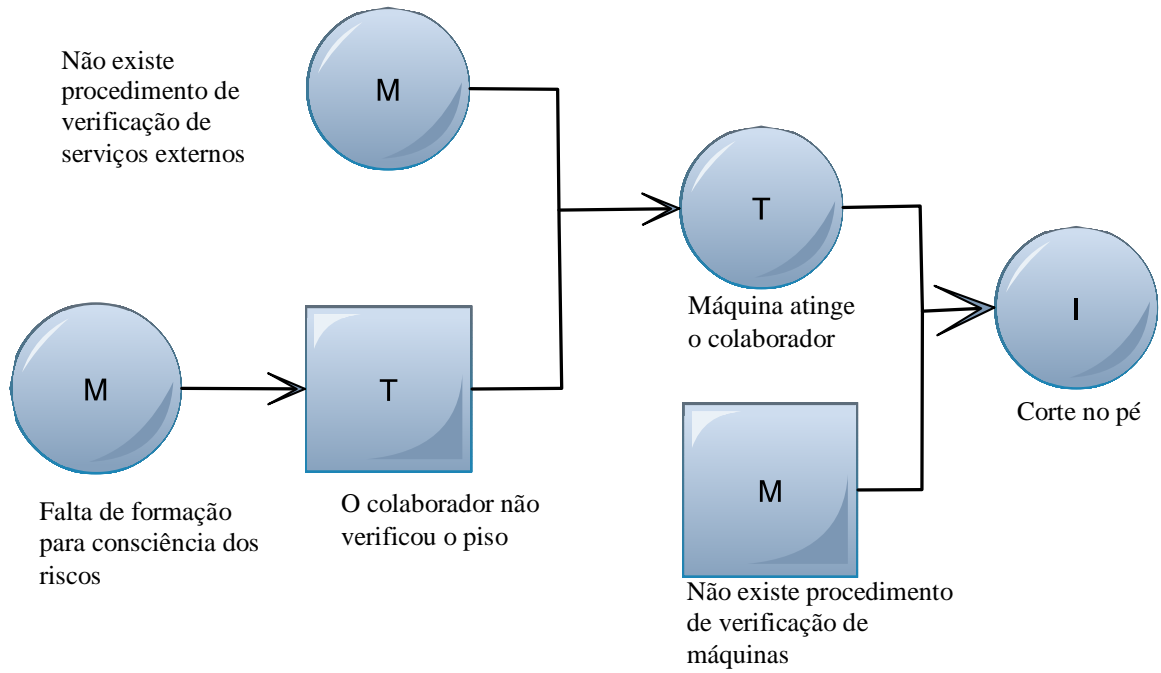 Não existe
procedimento de
verificação de
serviços externos
M
T
Máquina atinge
o colaborador
I
Corte no pé
M
Falta de formação
para consciência dos
riscos
T
O colaborador não
verificou o piso
M
Não existe procedimento
de verificação de
máquinas